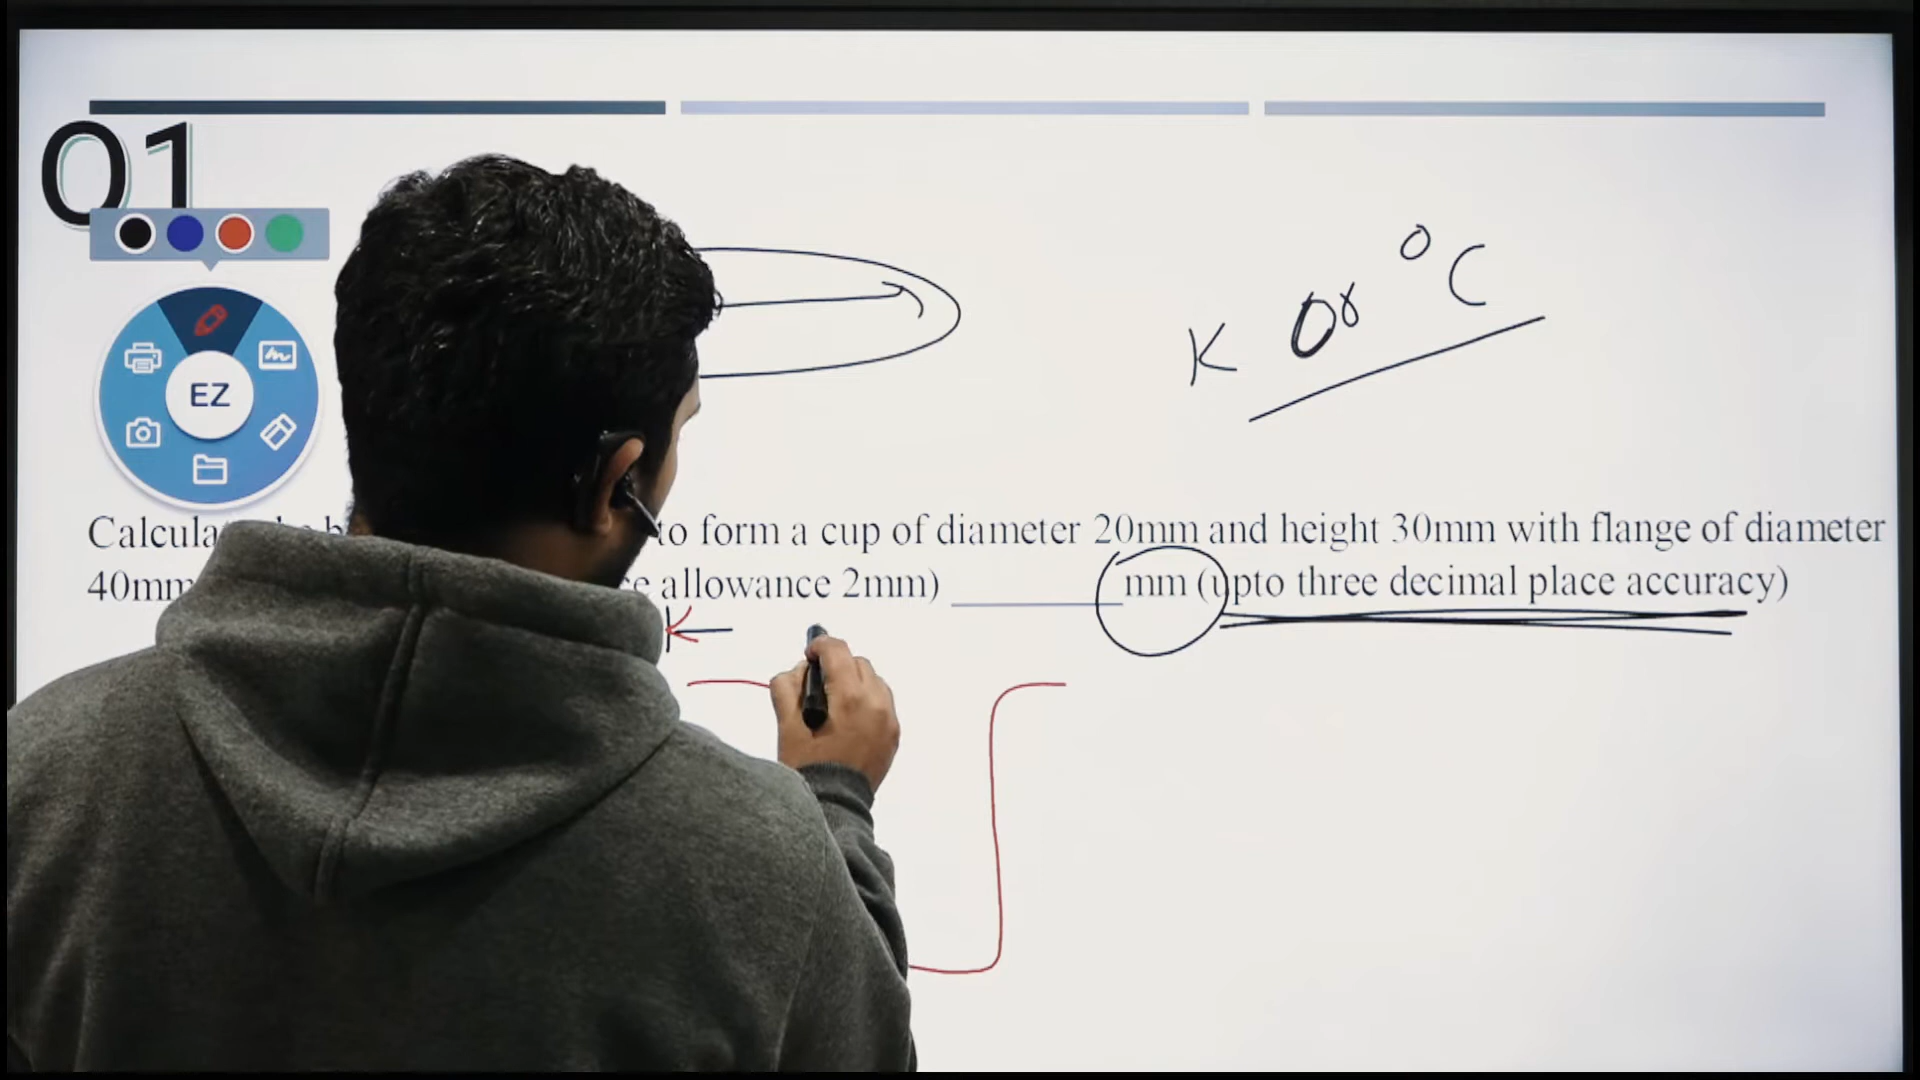 01
EZ
K Or °C
to form a cup of diameter 20mm and height 30mm with flange of diameter
40mm allowance 2mm) mm (upto three decimal place accuracy)